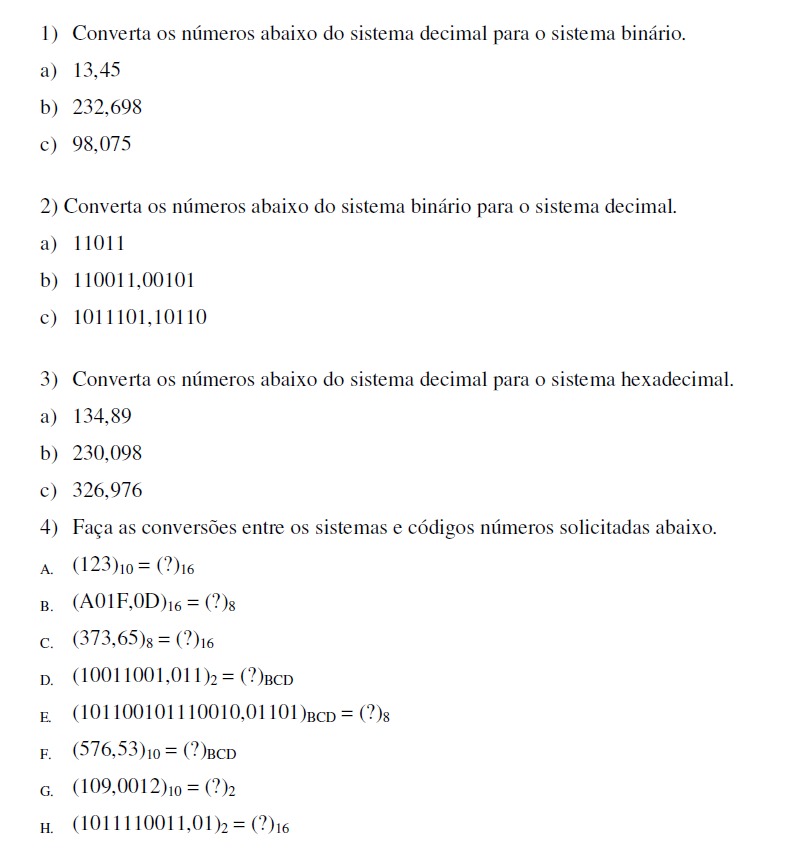 1) Converta os números abaixo do sistema decimal para o sistema binário.
a) 13,45
b) 232,698
c) 98,075
2) Converta os números abaixo do sistema binário para o sistema decimal.
a) 11011
b) 110011,00101
c) 1011101,10110
3) Converta os números abaixo do sistema decimal para o sistema hexadecimal.
a) 134,89
b) 230,098
c) 326,976
4) Faça as conversões entre os sistemas e códigos números solicitadas abaixo.
A. (123)₁₀ = (?)₁₆
B. (A01F,0D)₁₆ = (?)₈
C. (373,65)₈ = (?)₁₆
D. (10011001,011)₂ = (?)BCD
E. (101100101110010,01101)BCD = (?)₈
F. (576,53)₁₀ = (?)BCD
G. (109,0012)₁₀ = (?)₂
H. (1011110011,01)₂ = (?)₁₆